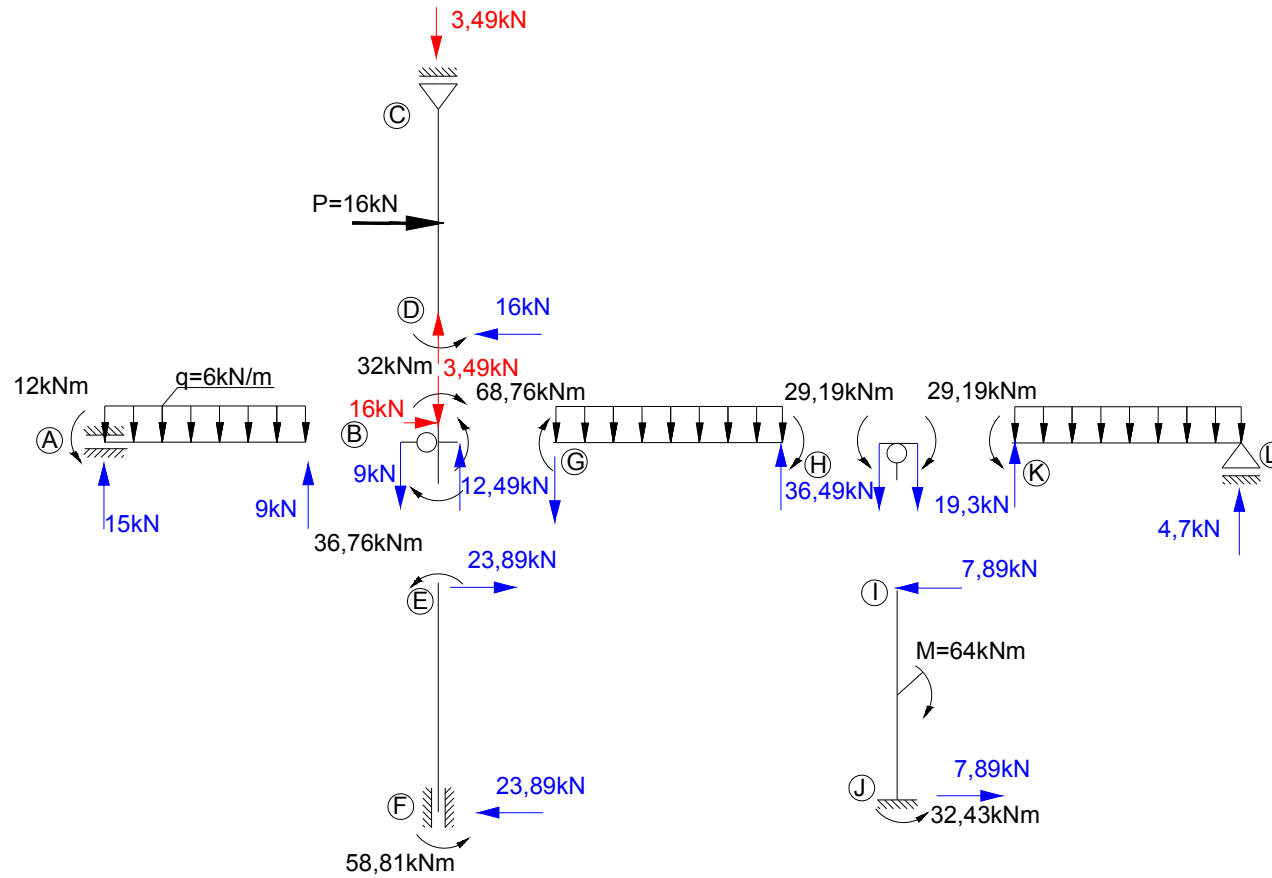 3,49kN
C
P=16kN
D
16kN
32kNm
3,49kN
12kNm
q=6kN/m
16kN
68,76kNm
29,19kNm
29,19kNm
A
B
G
H
K
L
9kN
12,49kN
36,49kN
19,3kN
15kN
9kN
4,7kN
36,76kNm
23,89kN
7,89kN
E
I
M=64kNm
F
23,89kN
J
7,89kN
32,43kNm
58,81kNm